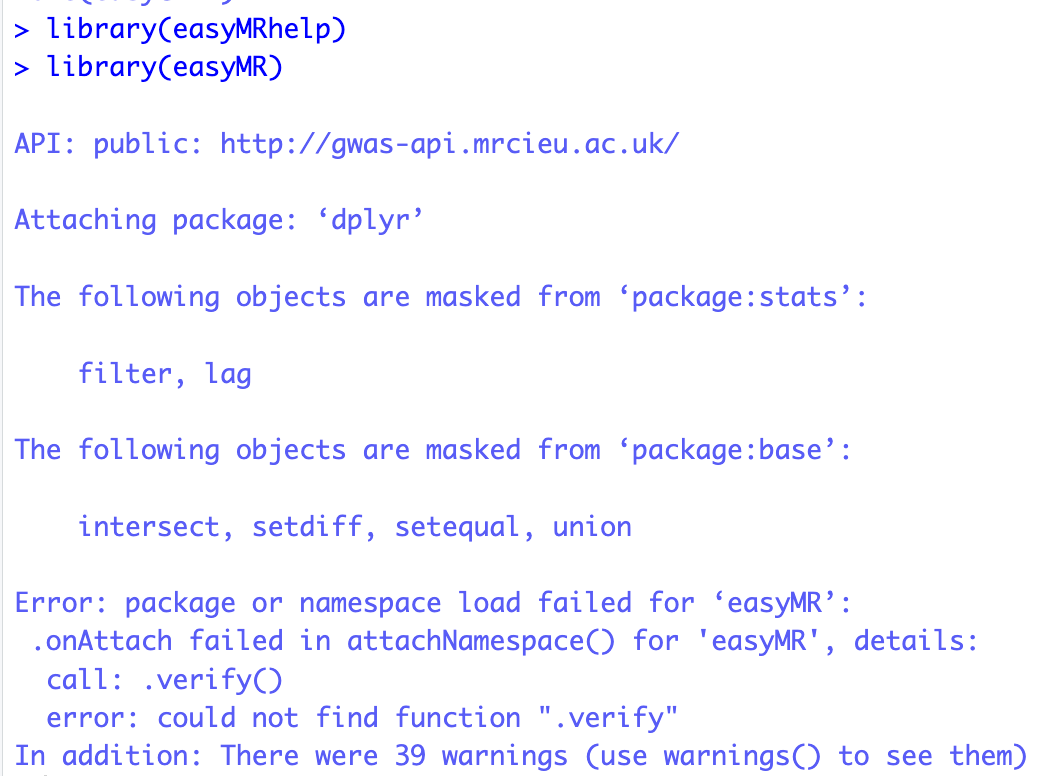 > library(easyMRhelp)
> library(easyMR)
API: public: http://gwas-api.mrcieu.ac.uk/
Attaching package: ‘dplyr’
The following objects are masked from ‘package:stats’:
filter, lag
The following objects are masked from ‘package:base’:
intersect, setdiff, setequal, union
Error: package or namespace load failed for ‘easyMR’:
.onAttach failed in attachNamespace() for 'easyMR', details:
call: .verify()
error: could not find function ".verify"
In addition: There were 39 warnings (use warnings() to see them)